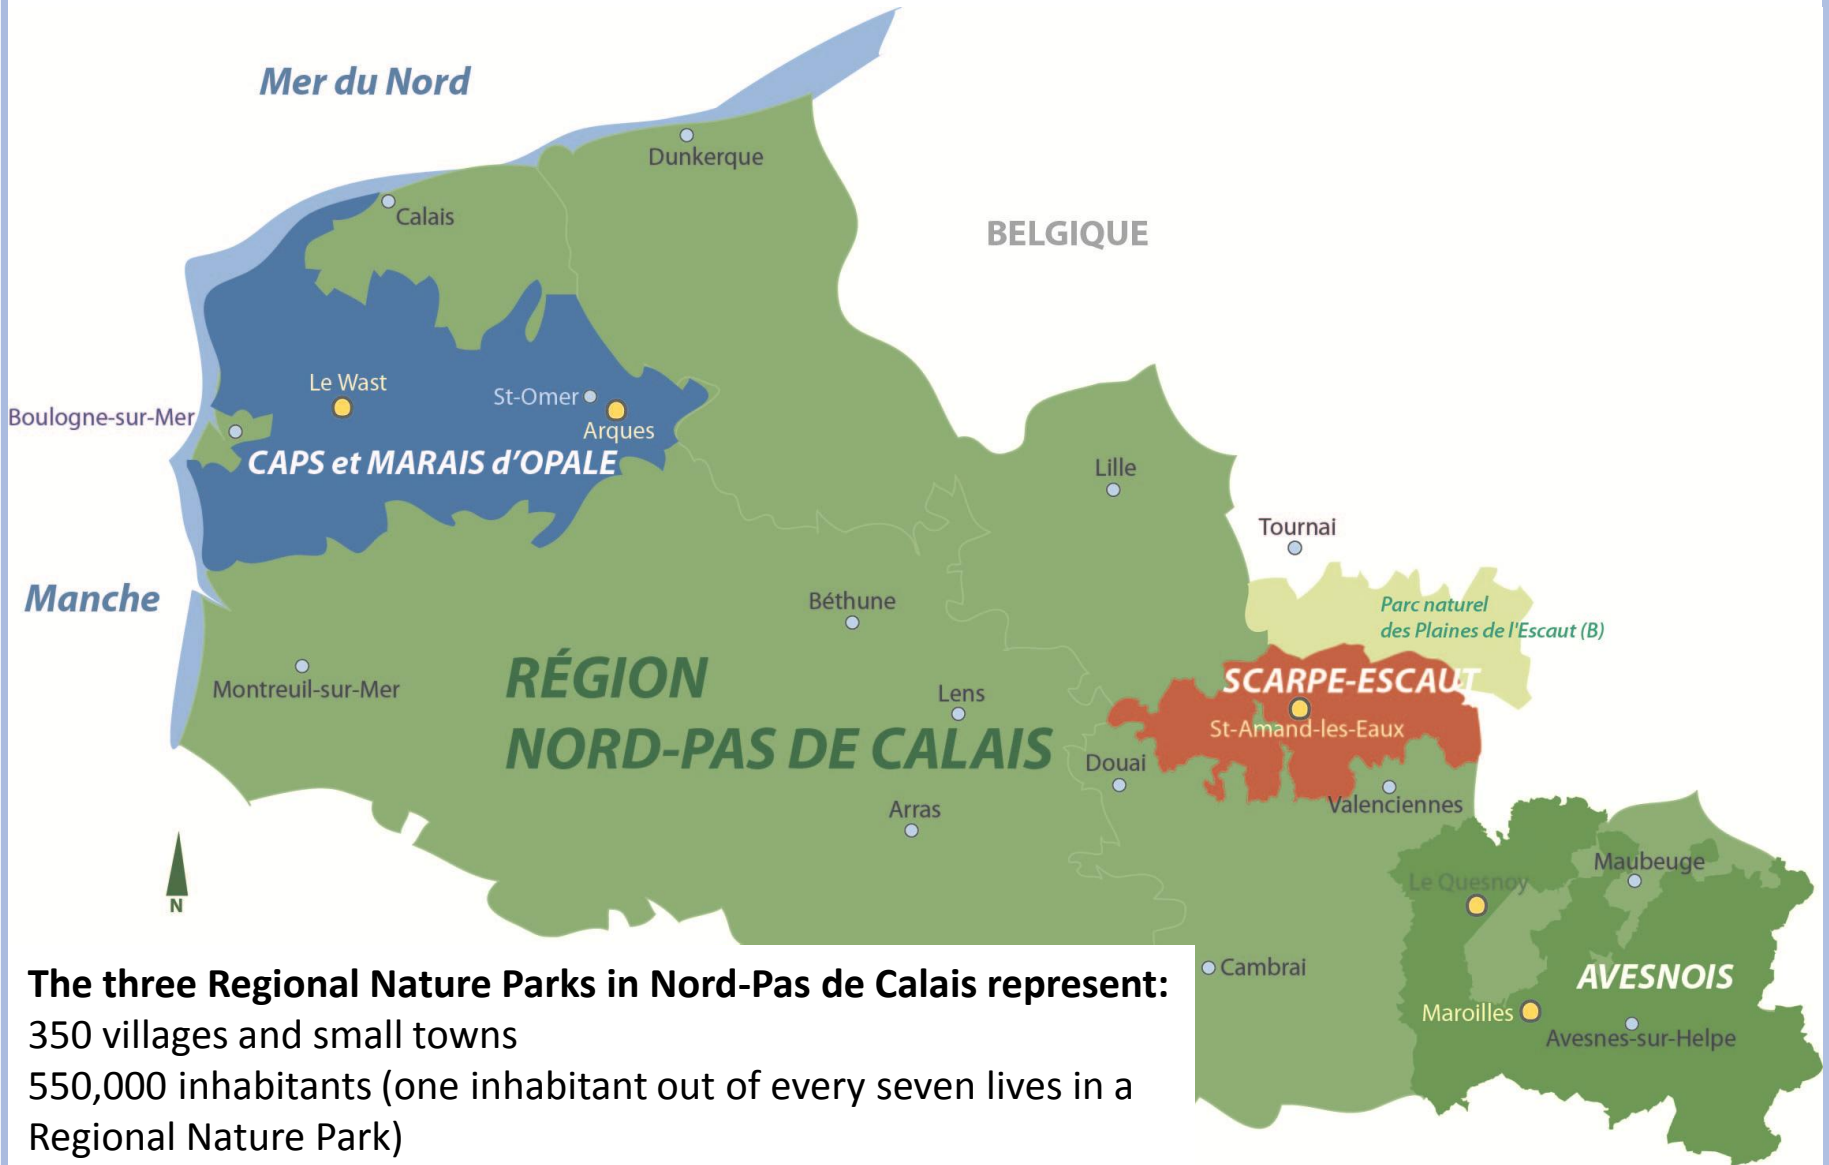 Mer du Nord
Dunkerque
Calais
BELGIQUE
Le Wast
St-Omer
Boulogne-sur-Mer
Arques
CAPS et MARAIS d'OPALE
Lille
Tournai
Manche
Béthune
Parc naturel
des Plaines de l'Escaut (B)
Montreuil-sur-Mer
RÉGION
NORD-PAS DE CALAIS
Lens
SCARPE-ESCAUT
St-Amand-les-Eaux
Douai
Valenciennes
Arras
Maubeuge
Le Quesnoy
N
Cambrai
AVESNOIS
Maroilles
Avesnes-sur-Helpe
The three Regional Nature Parks in Nord-Pas de Calais represent:
350 villages and small towns
550,000 inhabitants (one inhabitant out of every seven lives in a
Regional Nature Park)